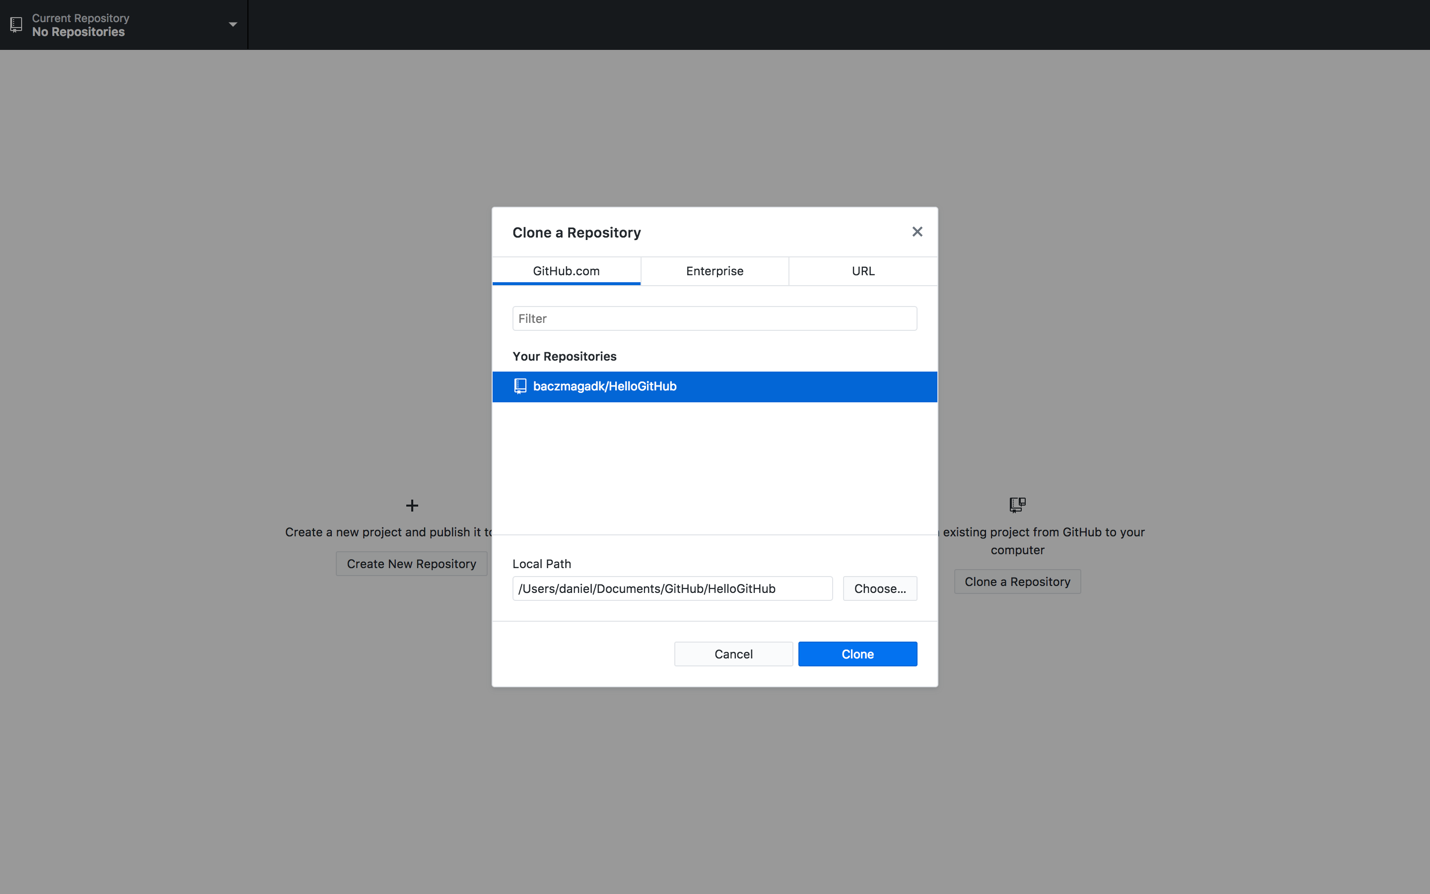 Current Repository
No Repositories
Clone a Repository
GitHub.com
Enterprise
URL
Filter
Your Repositories
baczmagadk/HelloGitHub
Create a new project and publish it to
Create New Repository
existing project from GitHub to your
computer
Clone a Repository
Local Path
/Users/daniel/Documents/GitHub/HelloGitHub
Choose...
Cancel
Clone